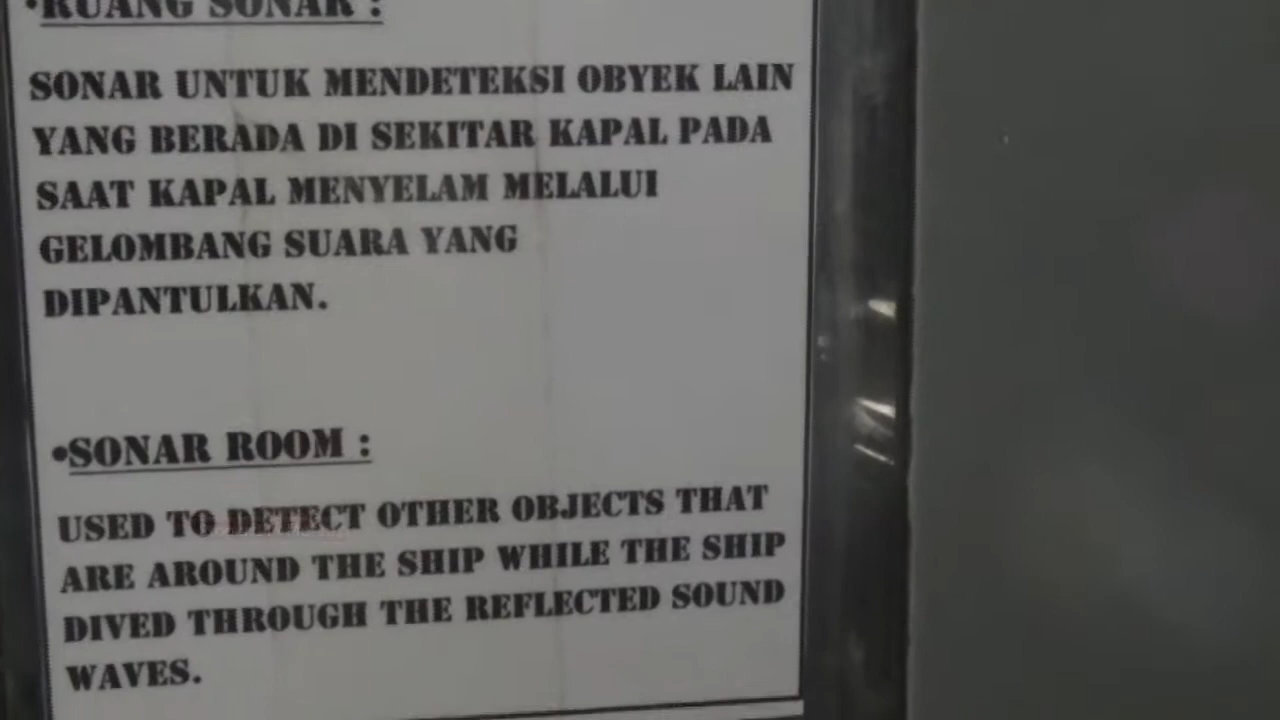 •RUANG SONAR :
SONAR UNTUK MENDETEKSI OBYEK LAIN
YANG BERADA DI SEKITAR KAPAL PADA
SAAT KAPAL MENYELAM MELALUI
GELOMBANG SUARA YANG
DIPANTULKAN.
•SONAR ROOM :
USED TO DETECT OTHER OBJECTS THAT
ARE AROUND THE SHIP WHILE THE SHIP
DIVED THROUGH THE REFLECTED SOUND
WAVES.